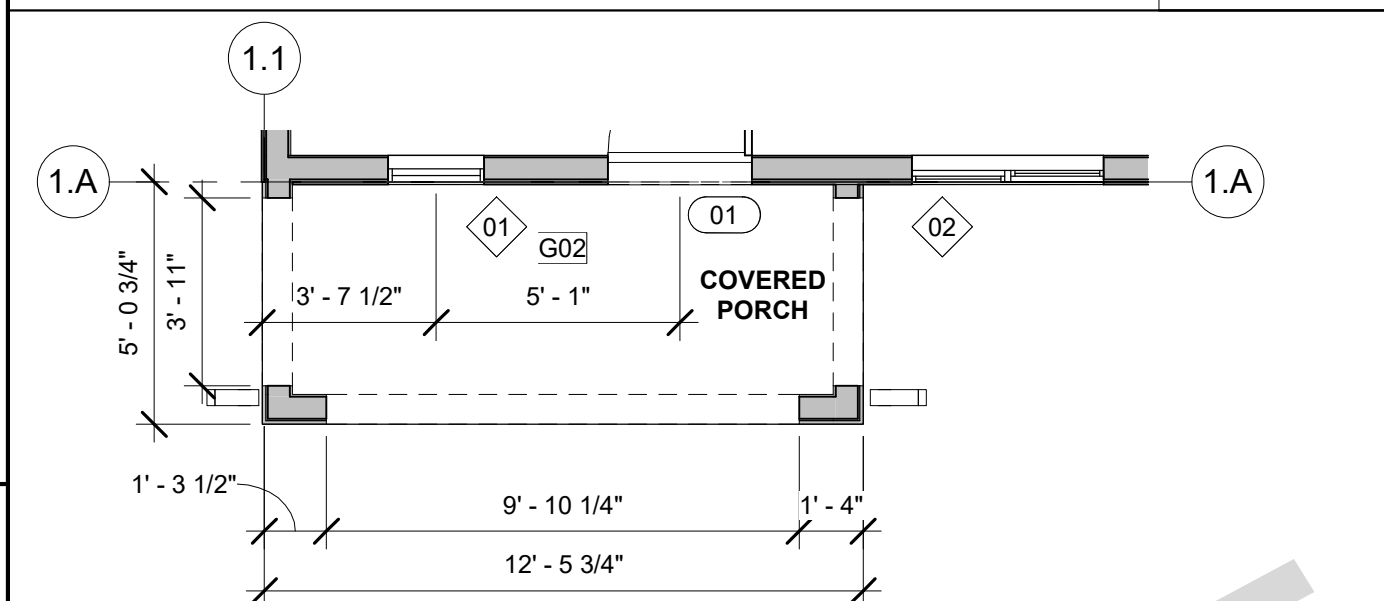 1.1
1.A
1.A
01
01
02
G02
COVERED
PORCH
3' - 7 1/2"
5' - 1"
5' - 0 3/4"
3' - 11"
1' - 3 1/2"
9' - 10 1/4"
1' - 4"
12' - 5 3/4"